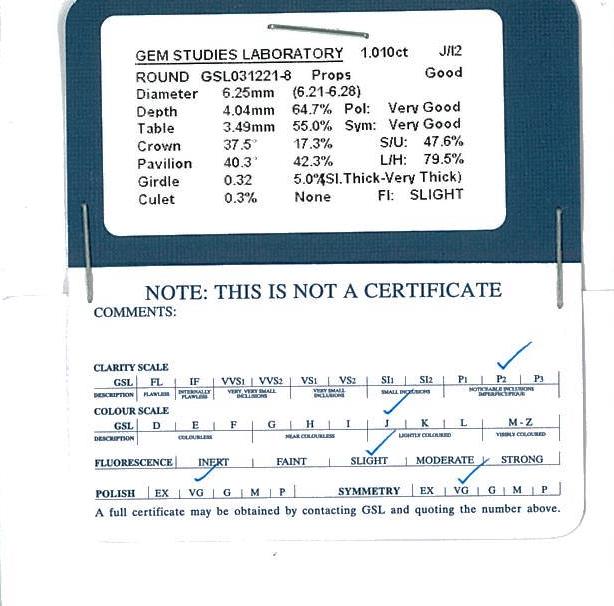 GEM STUDIES LABORATORY 1.010ct J/I2
ROUND GSL031221-8 Props Good
Diameter 6.25mm (6.21-6.28)
Depth 4.04mm 64.7% Pol: Very Good
Table 3.49mm 55.0% Sym: Very Good
Crown 37.5° 17.3% S/U: 47.6%
Pavilion 40.3° 42.3% L/H: 79.5%
Girdle 0.32 5.0%(Sl.Thick-Very Thick)
Culet 0.3% None Fl: SLIGHT
NOTE: THIS IS NOT A CERTIFICATE
COMMENTS:
CLARITY SCALE
GSL FL IF VVS1 VVS2 VS1 VS2 SI1 SI2 P1 P2 P3
DESCRIPTION FLAWLESS INTERNALLY FLAWLESS VERY VERY SMALL INCLUSIONS VERY SMALL INCLUSIONS SMALL INCLUSIONS NOTICEABLE INCLUSIONS IMPERFECT/PIQUE
COLOUR SCALE
GSL D E F G H I J K L M - Z
DESCRIPTION COLOURLESS NEAR COLOURLESS LIGHTLY COLOURED VISIBLY COLOURED
FLUORESCENCE INERT FAINT SLIGHT MODERATE STRONG
POLISH EX VG G M P SYMMETRY EX VG G M P
A full certificate may be obtained by contacting GSL and quoting the number above.